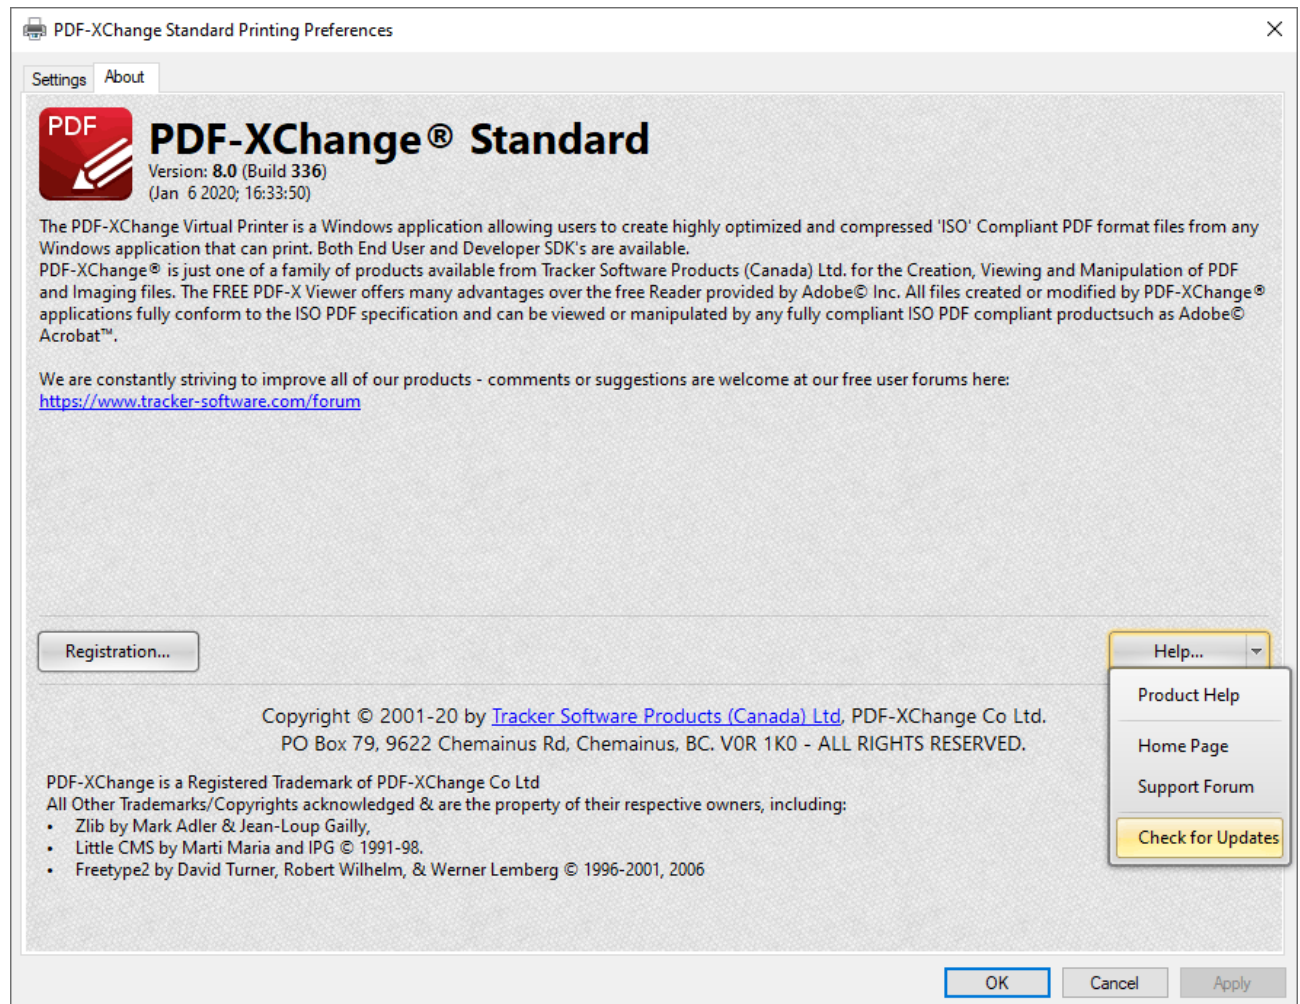 PDF-XChange Standard Printing Preferences
Settings About
PDF
PDF-XChange® Standard
Version: 8.0 (Build 336)
(Jan 6 2020; 16:33:50)
The PDF-XChange Virtual Printer is a Windows application allowing users to create highly optimized and compressed 'ISO' Compliant PDF format files from any
Windows application that can print. Both End User and Developer SDK's are available.
PDF-XChange® is just one of a family of products available from Tracker Software Products (Canada) Ltd. for the Creation, Viewing and Manipulation of PDF
and Imaging files. The FREE PDF-X Viewer offers many advantages over the free Reader provided by Adobe© Inc. All files created or modified by PDF-XChange®
applications fully conform to the ISO PDF specification and can be viewed or manipulated by any fully compliant ISO PDF compliant productsuch as Adobe©
Acrobat™.
We are constantly striving to improve all of our products - comments or suggestions are welcome at our free user forums here:
https://www.tracker-software.com/forum
Registration...
Help...
Product Help
Home Page
Support Forum
Check for Updates
Copyright © 2001-20 by Tracker Software Products (Canada) Ltd, PDF-XChange Co Ltd.
PO Box 79, 9622 Chemainus Rd, Chemainus, BC. V0R 1K0 - ALL RIGHTS RESERVED.
PDF-XChange is a Registered Trademark of PDF-XChange Co Ltd
All Other Trademarks/Copyrights acknowledged & are the property of their respective owners, including:
• Zlib by Mark Adler & Jean-Loup Gailly,
• Little CMS by Marti Maria and IPG © 1991-98.
• Freetype2 by David Turner, Robert Wilhelm, & Werner Lemberg © 1996-2001, 2006
OK Cancel Apply